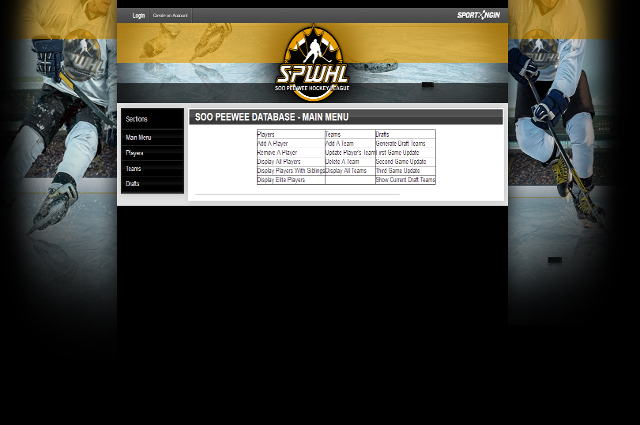 Login Create an Account
SPORT NGIN
SPWHL
SOO PEEWEE HOCKEY LEAGUE
Sections
Main Menu
Players
Teams
Drafts
SOO PEEWEE DATABASE - MAIN MENU
Players Teams Drafts
Add A Player Add A Team Generate Draft Teams
Remove A Player Update Player's Team First Game Update
Display All Players Delete A Team Second Game Update
Display Players With Siblings Display All Teams Third Game Update
Display Elite Players Show Current Draft Teams